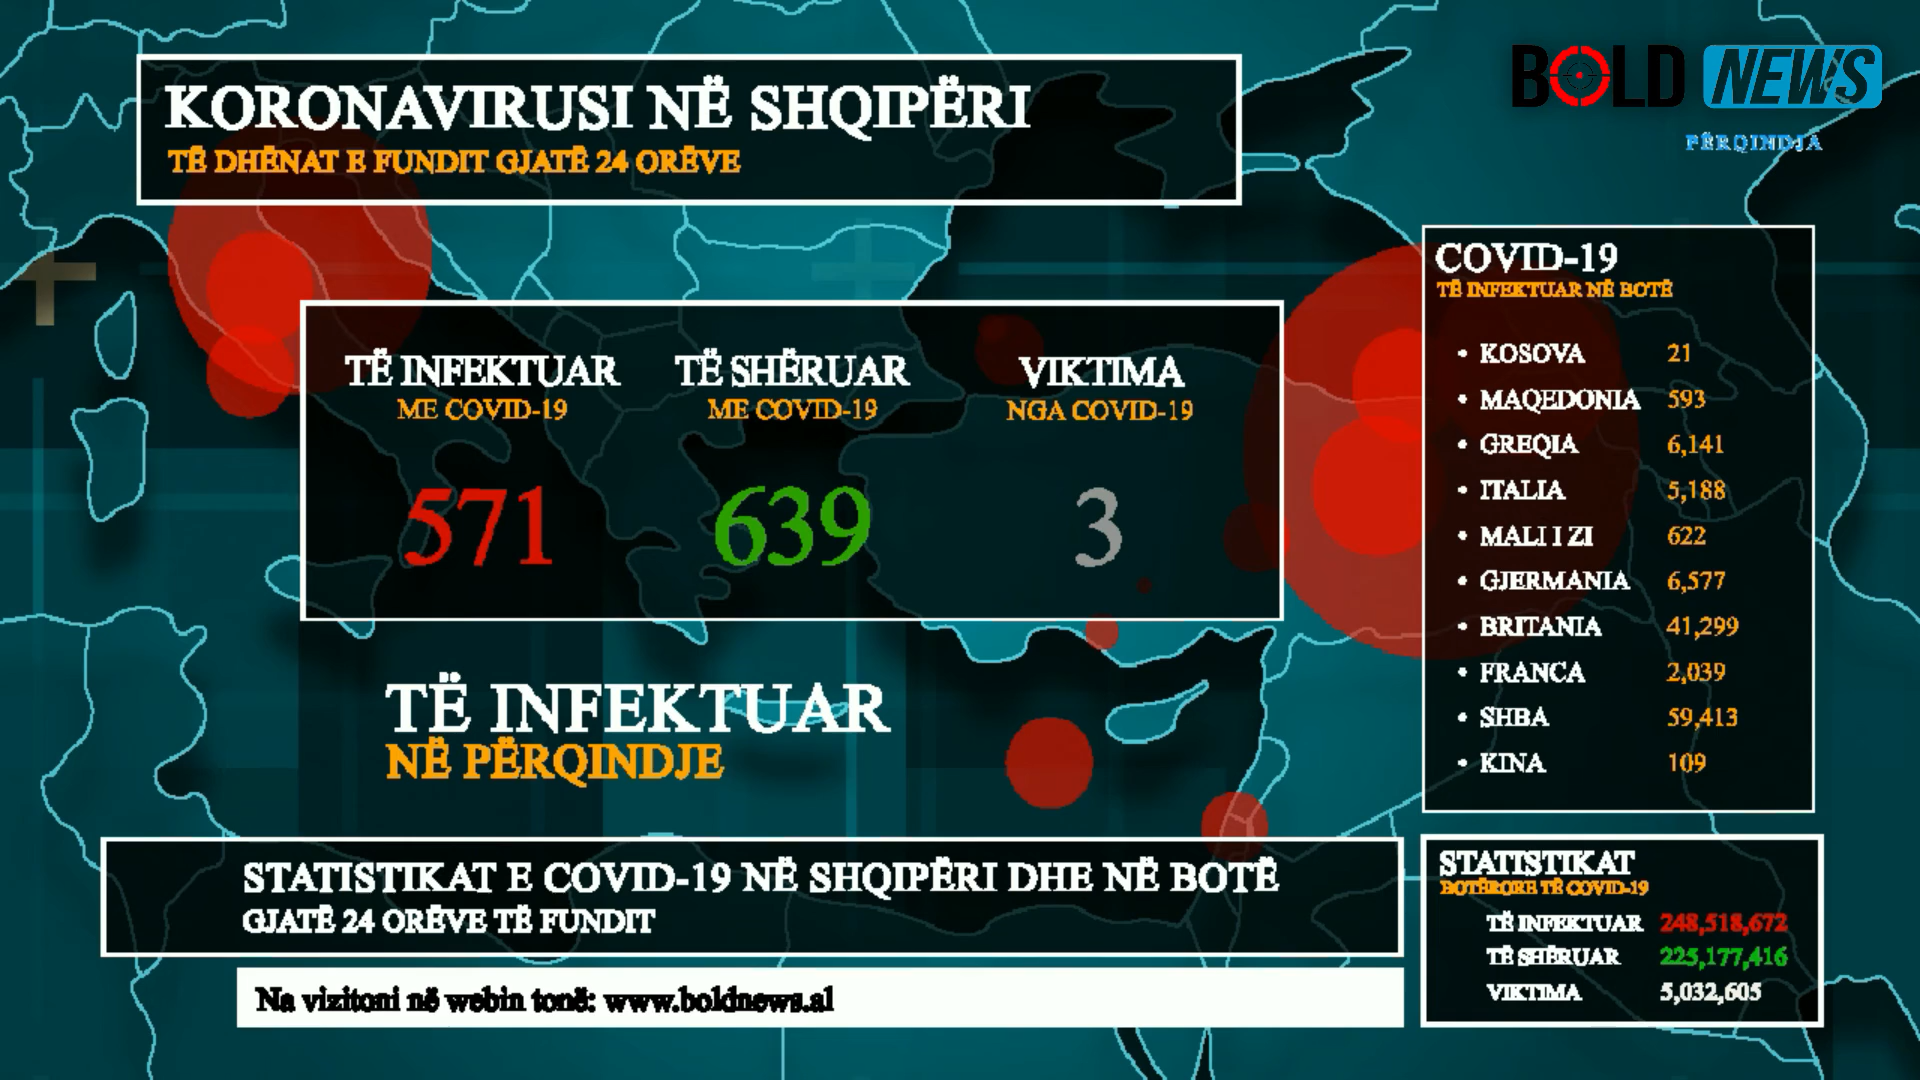 BOLD NEWS
PËRQINDJA
KORONAVIRUSI NË SHQIPËRI
TË DHËNAT E FUNDIT GJATË 24 ORËVE
TË INFEKTUAR
ME COVID-19
571
TË SHËRUAR
ME COVID-19
639
VIKTIMA
NGA COVID-19
3
TË INFEKTUAR
NË PËRQINDJE
COVID-19
TË INFEKTUAR NË BOTË
• KOSOVA 21
• MAQEDONIA 593
• GREQIA 6,141
• ITALIA 5,188
• MALI I ZI 622
• GJERMANIA 6,577
• BRITANIA 41,299
• FRANCA 2,039
• SHBA 59,413
• KINA 109
STATISTIKAT
BOTËRORE TË COVID-19
TË INFEKTUAR 248,518,672
TË SHËRUAR 225,177,416
VIKTIMA 5,032,605
STATISTIKAT E COVID-19 NË SHQIPËRI DHE NË BOTË
GJATË 24 ORËVE TË FUNDIT
Na vizitoni në webin tonë: www.boldnews.al